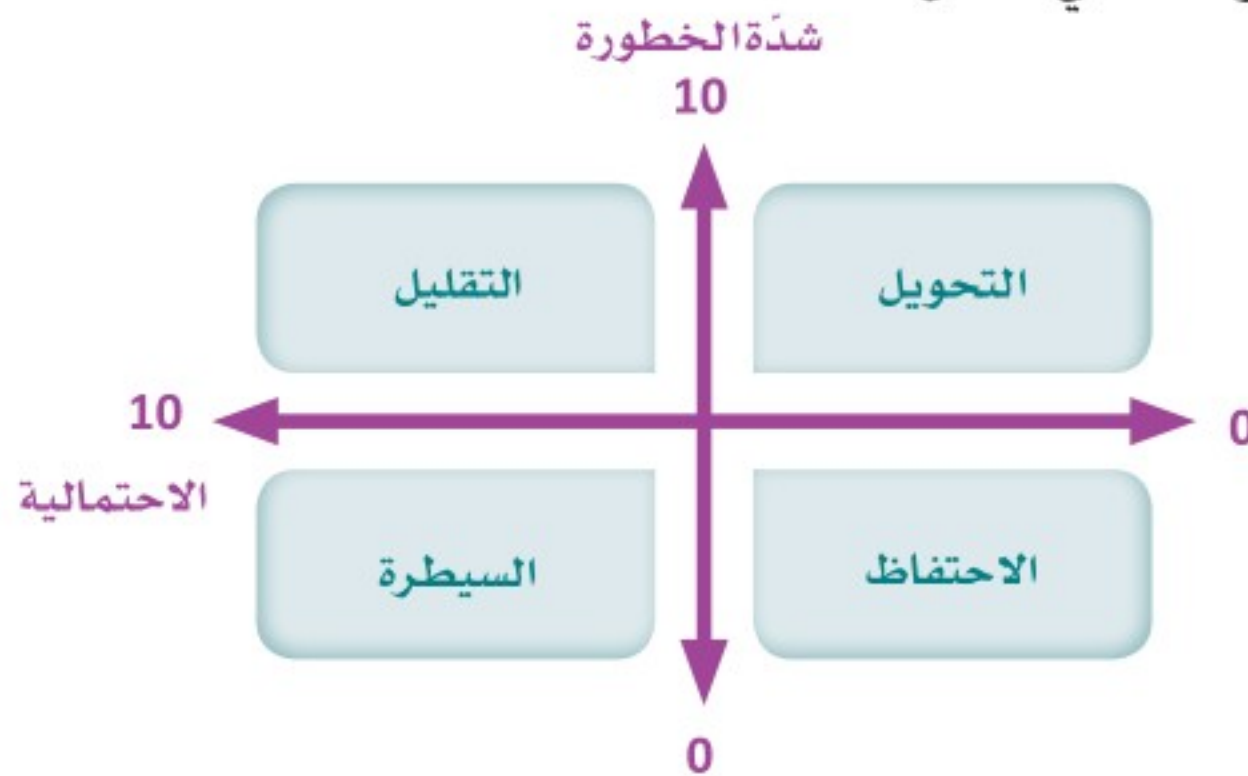 شدّة الخطورة
10
التحويل
التقليل
0
10
الاحتمالية
الاحتفاظ
السيطرة
0